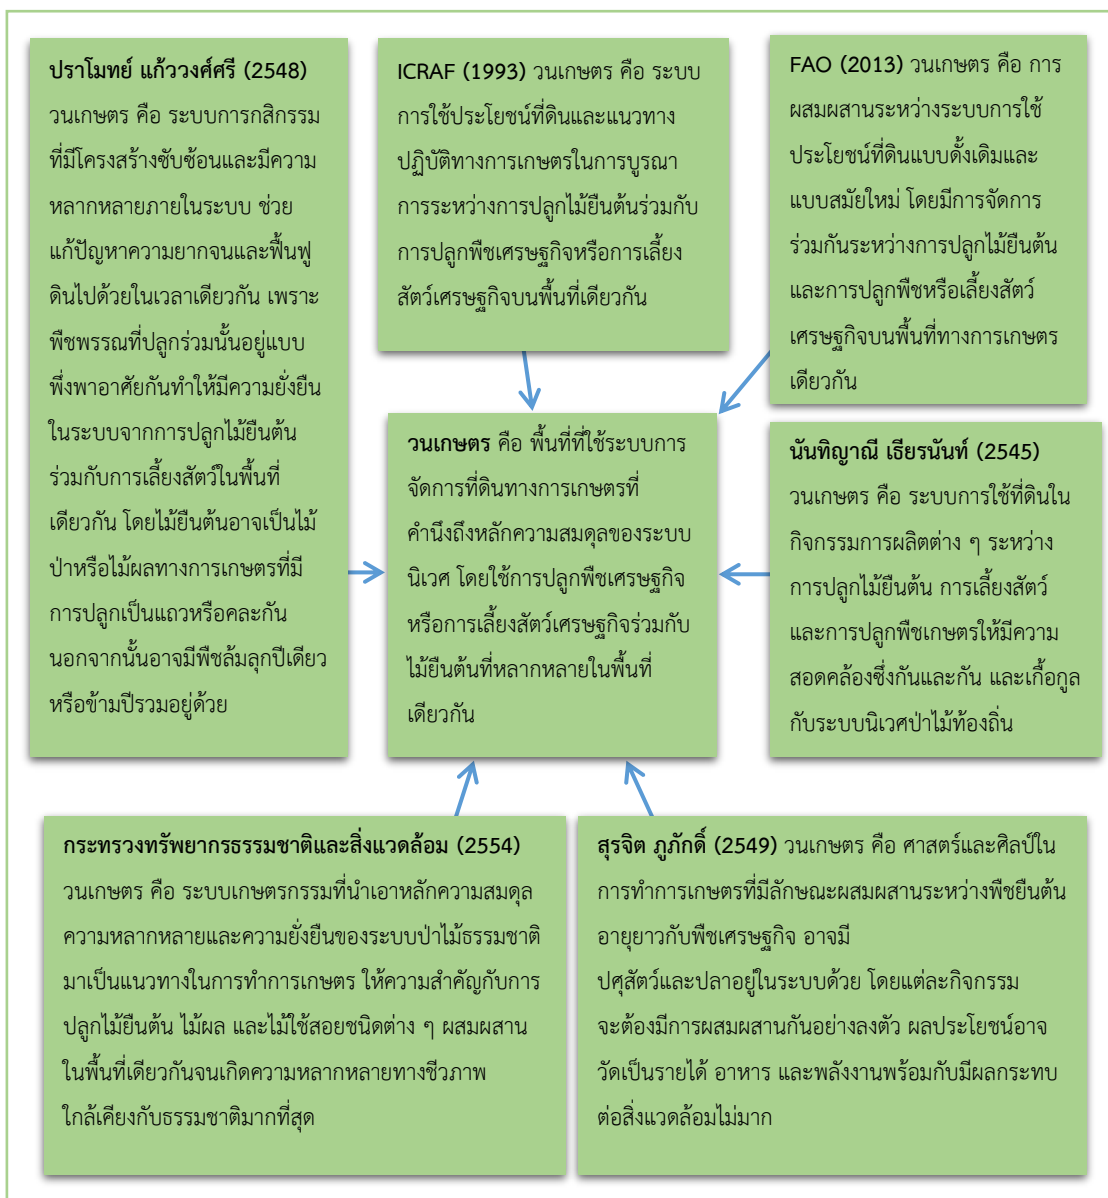 ปราโมทย์ แก้ววงศ์ศรี (2548)
วนเกษตร คือ ระบบการกสิกรรม
ที่มีโครงสร้างซับซ้อนและมีความ
หลากหลายภายในระบบ ช่วย
แก้ปัญหาความยากจนและฟื้นฟู
ดินไปด้วยในเวลาเดียวกัน เพราะ
พืชพรรณที่ปลูกร่วมนั้นอยู่แบบ
พึ่งพาอาศัยกันทำให้มีความยั่งยืน
ในระบบจากการปลูกไม้ยืนต้น
ร่วมกับการเลี้ยงสัตว์ในพื้นที่
เดียวกัน โดยไม้ยืนต้นอาจเป็นไม้
ป่าหรือไม้ผลทางการเกษตรที่มี
การปลูกเป็นแถวหรือคละกัน
นอกจากนั้นอาจมีพืชล้มลุกปีเดียว
หรือข้ามปีรวมอยู่ด้วย
ICRAF (1993) วนเกษตร คือ ระบบ
การใช้ประโยชน์ที่ดินและแนวทาง
ปฏิบัติทางการเกษตรในการบูรณา
การระหว่างการปลูกไม้ยืนต้นร่วมกับ
การปลูกพืชเศรษฐกิจหรือการเลี้ยง
สัตว์เศรษฐกิจบนพื้นที่เดียวกัน
FAO (2013) วนเกษตร คือ การ
ผสมผสานระหว่างระบบการใช้
ประโยชน์ที่ดินแบบดั้งเดิมและ
แบบสมัยใหม่ โดยมีการจัดการ
ร่วมกันระหว่างการปลูกไม้ยืนต้น
และการปลูกพืชหรือเลี้ยงสัตว์
เศรษฐกิจบนพื้นที่ทางการเกษตร
เดียวกัน
วนเกษตร คือ พื้นที่ที่ใช้ระบบการ
จัดการที่ดินทางการเกษตรที่
คำนึงถึงหลักความสมดุลของระบบ
นิเวศ โดยใช้การปลูกพืชเศรษฐกิจ
หรือการเลี้ยงสัตว์เศรษฐกิจร่วมกับ
ไม้ยืนต้นที่หลากหลายในพื้นที่
เดียวกัน
นันทิญาณี เธียรนันท์ (2545)
วนเกษตร คือ ระบบการใช้ที่ดินใน
กิจกรรมการผลิตต่าง ๆ ระหว่าง
การปลูกไม้ยืนต้น การเลี้ยงสัตว์
และการปลูกพืชเกษตรให้มีความ
สอดคล้องซึ่งกันและกัน และเกื้อกูล
กับระบบนิเวศป่าไม้ท้องถิ่น
กระทรวงทรัพยากรธรรมชาติและสิ่งแวดล้อม (2554)
วนเกษตร คือ ระบบเกษตรกรรมที่นำเอาหลักความสมดุล
ความหลากหลายและความยั่งยืนของระบบป่าไม้ธรรมชาติ
มาเป็นแนวทางในการทำการเกษตร ให้ความสำคัญกับการ
ปลูกไม้ยืนต้น ไม้ผล และไม้ใช้สอยชนิดต่าง ๆ ผสมผสาน
ในพื้นที่เดียวกันจนเกิดความหลากหลายทางชีวภาพ
ใกล้เคียงกับธรรมชาติมากที่สุด
สุรจิต ภูภักดิ์ (2549) วนเกษตร คือ ศาสตร์และศิลป์ใน
การทำการเกษตรที่มีลักษณะผสมผสานระหว่างพืชยืนต้น
อายุยาวกับพืชเศรษฐกิจ อาจมี
ปศุสัตว์และปลาอยู่ในระบบด้วย โดยแต่ละกิจกรรม
จะต้องมีการผสมผสานกันอย่างลงตัว ผลประโยชน์อาจ
วัดเป็นรายได้ อาหาร และพลังงานพร้อมกับมีผลกระทบ
ต่อสิ่งแวดล้อมไม่มาก